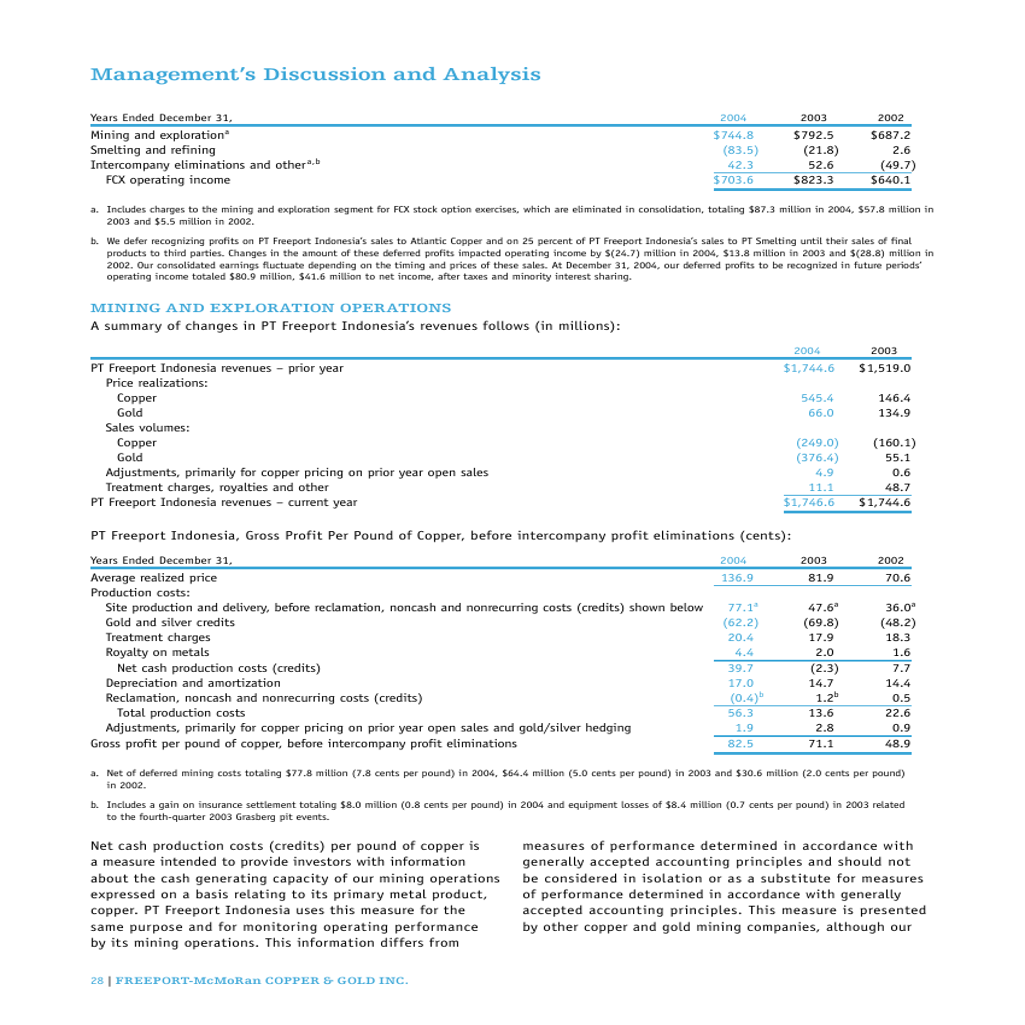 Management's Discussion and Analysis
Years Ended December 31, 2004 2003 2002
Mining and explorationa $744.8 $792.5 $687.2
Smelting and refining (83.5) (21.8) 2.6
Intercompany eliminations and othera,b 42.3 52.6 (49.7)
FCX operating income $703.6 $823.3 $640.1
a. Includes charges to the mining and exploration segment for FCX stock option exercises, which are eliminated in consolidation, totaling $87.3 million in 2004, $57.8 million in
2003 and $5.5 million in 2002.
b. We defer recognizing profits on PT Freeport Indonesia's sales to Atlantic Copper and on 25 percent of PT Freeport Indonesia's sales to PT Smelting until their sales of final
products to third parties. Changes in the amount of these deferred profits impacted operating income by $(24.7) million in 2004, $13.8 million in 2003 and $(28.8) million in
2002. Our consolidated earnings fluctuate depending on the timing and prices of these sales. At December 31, 2004, our deferred profits to be recognized in future periods'
operating income totaled $80.9 million, $41.6 million to net income, after taxes and minority interest sharing.
MINING AND EXPLORATION OPERATIONS
A summary of changes in PT Freeport Indonesia's revenues follows (in millions):
2004 2003
PT Freeport Indonesia revenues – prior year $1,744.6 $1,519.0
Price realizations:
Copper 545.4 146.4
Gold 66.0 134.9
Sales volumes:
Copper (249.0) (160.1)
Gold (376.4) 55.1
Adjustments, primarily for copper pricing on prior year open sales 4.9 0.6
Treatment charges, royalties and other 11.1 48.7
PT Freeport Indonesia revenues – current year $1,746.6 $1,744.6
PT Freeport Indonesia, Gross Profit Per Pound of Copper, before intercompany profit eliminations (cents):
Years Ended December 31, 2004 2003 2002
Average realized price 136.9 81.9 70.6
Production costs:
Site production and delivery, before reclamation, noncash and nonrecurring costs (credits) shown below 77.1a 47.6a 36.0a
Gold and silver credits (62.2) (69.8) (48.2)
Treatment charges 20.4 17.9 18.3
Royalty on metals 4.4 2.0 1.6
Net cash production costs (credits) 39.7 (2.3) 7.7
Depreciation and amortization 17.0 14.7 14.4
Reclamation, noncash and nonrecurring costs (credits) (0.4)b 1.2b 0.5
Total production costs 56.3 13.6 22.6
Adjustments, primarily for copper pricing on prior year open sales and gold/silver hedging 1.9 2.8 0.9
Gross profit per pound of copper, before intercompany profit eliminations 82.5 71.1 48.9
a. Net of deferred mining costs totaling $77.8 million (7.8 cents per pound) in 2004, $64.4 million (5.0 cents per pound) in 2003 and $30.6 million (2.0 cents per pound)
in 2002.
b. Includes a gain on insurance settlement totaling $8.0 million (0.8 cents per pound) in 2004 and equipment losses of $8.4 million (0.7 cents per pound) in 2003 related
to the fourth-quarter 2003 Grasberg pit events.
Net cash production costs (credits) per pound of copper is
a measure intended to provide investors with information
about the cash generating capacity of our mining operations
expressed on a basis relating to its primary metal product,
copper. PT Freeport Indonesia uses this measure for the
same purpose and for monitoring operating performance
by its mining operations. This information differs from
measures of performance determined in accordance with
generally accepted accounting principles and should not
be considered in isolation or as a substitute for measures
of performance determined in accordance with generally
accepted accounting principles. This measure is presented
by other copper and gold mining companies, although our
28 | FREEPORT-McMoRan COPPER & GOLD INC.